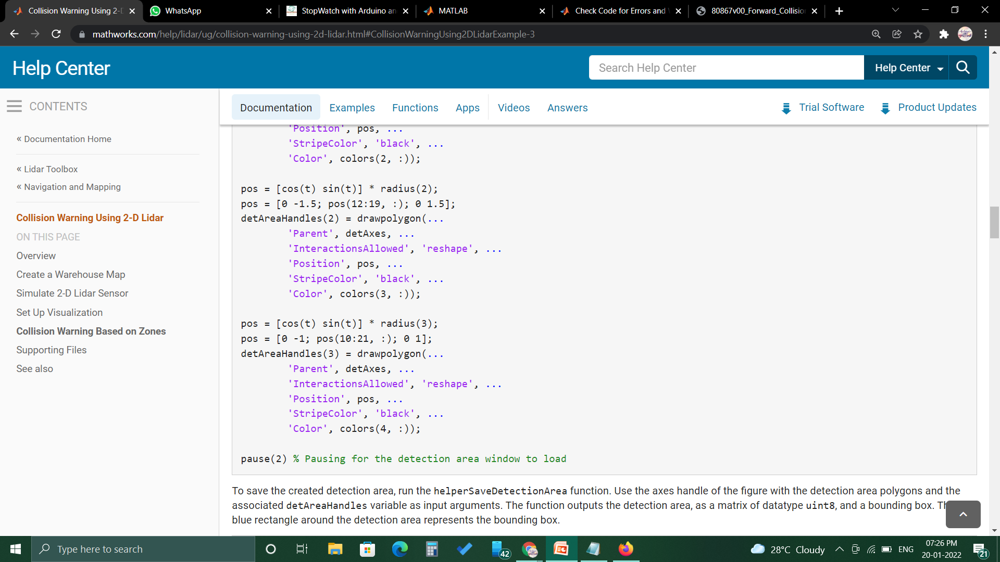 Collision Warning Using 2-D
WhatsApp
StopWatch with Arduino an
MATLAB
Check Code for Errors and
80867v00_Forward_Collisio
mathworks.com/help/lidar/ug/collision-warning-using-2d-lidar.html#CollisionWarningUsing2DLidarExample-3
Help Center
Search Help Center
Help Center
CONTENTS
Documentation
Examples
Functions
Apps
Videos
Answers
Trial Software
Product Updates
« Documentation Home
« Lidar Toolbox
« Navigation and Mapping
Collision Warning Using 2-D Lidar
ON THIS PAGE
Overview
Create a Warehouse Map
Simulate 2-D Lidar Sensor
Set Up Visualization
Collision Warning Based on Zones
Supporting Files
See also
'Position', pos, ...
'StripeColor', 'black', ...
'Color', colors(2, :));
pos = [cos(t) sin(t)] * radius(2);
pos = [0 -1.5; pos(12:19, :); 0 1.5];
detAreaHandles(2) = drawpolygon(...
'Parent', detAxes, ...
'InteractionsAllowed', 'reshape', ...
'Position', pos, ...
'StripeColor', 'black', ...
'Color', colors(3, :));
pos = [cos(t) sin(t)] * radius(3);
pos = [0 -1; pos(10:21, :); 0 1];
detAreaHandles(3) = drawpolygon(...
'Parent', detAxes, ...
'InteractionsAllowed', 'reshape', ...
'Position', pos, ...
'StripeColor', 'black', ...
'Color', colors(4, :));
pause(2) % Pausing for the detection area window to load
To save the created detection area, run the helperSaveDetectionArea function. Use the axes handle of the figure with the detection area polygons and the
associated detAreaHandles variable as input arguments. The function outputs the detection area, as a matrix of datatype uint8, and a bounding box.
blue rectangle around the detection area represents the bounding box.
Type here to search
42
28°C Cloudy
ENG
07:26 PM
20-01-2022
21